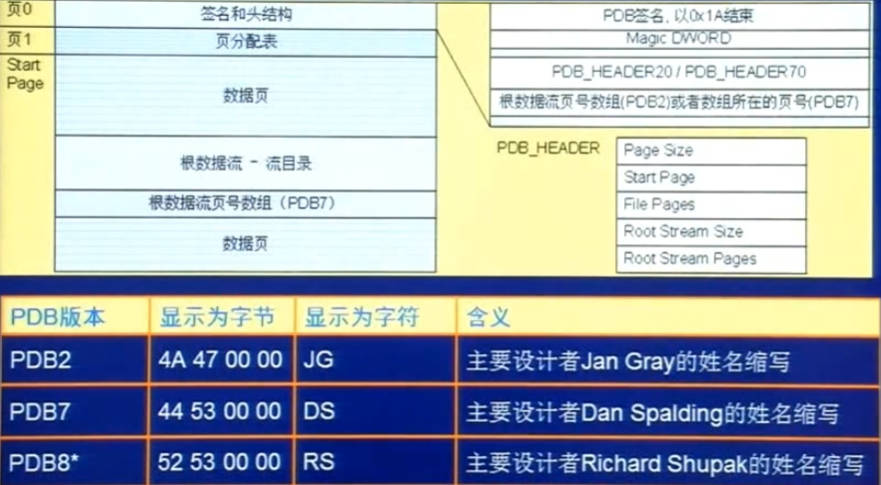 页0
签名和头结构
页1
页分配表
Start
Page
数据页
根数据流 - 流目录
根数据流页号数组（PDB7）
数据页
PDB签名, 以0x1A结束
Magic DWORD
PDB_HEADER20 / PDB_HEADER70
根数据流页号数组(PDB2)或者数组所在的页号(PDB7)
PDB_HEADER
Page Size
Start Page
File Pages
Root Stream Size
Root Stream Pages
PDB版本 显示为字节 显示为字符 含义
PDB2 4A 47 00 00 JG 主要设计者Jan Gray的姓名缩写
PDB7 44 53 00 00 DS 主要设计者Dan Spalding的姓名缩写
PDB8* 52 53 00 00 RS 主要设计者Richard Shupak的姓名缩写